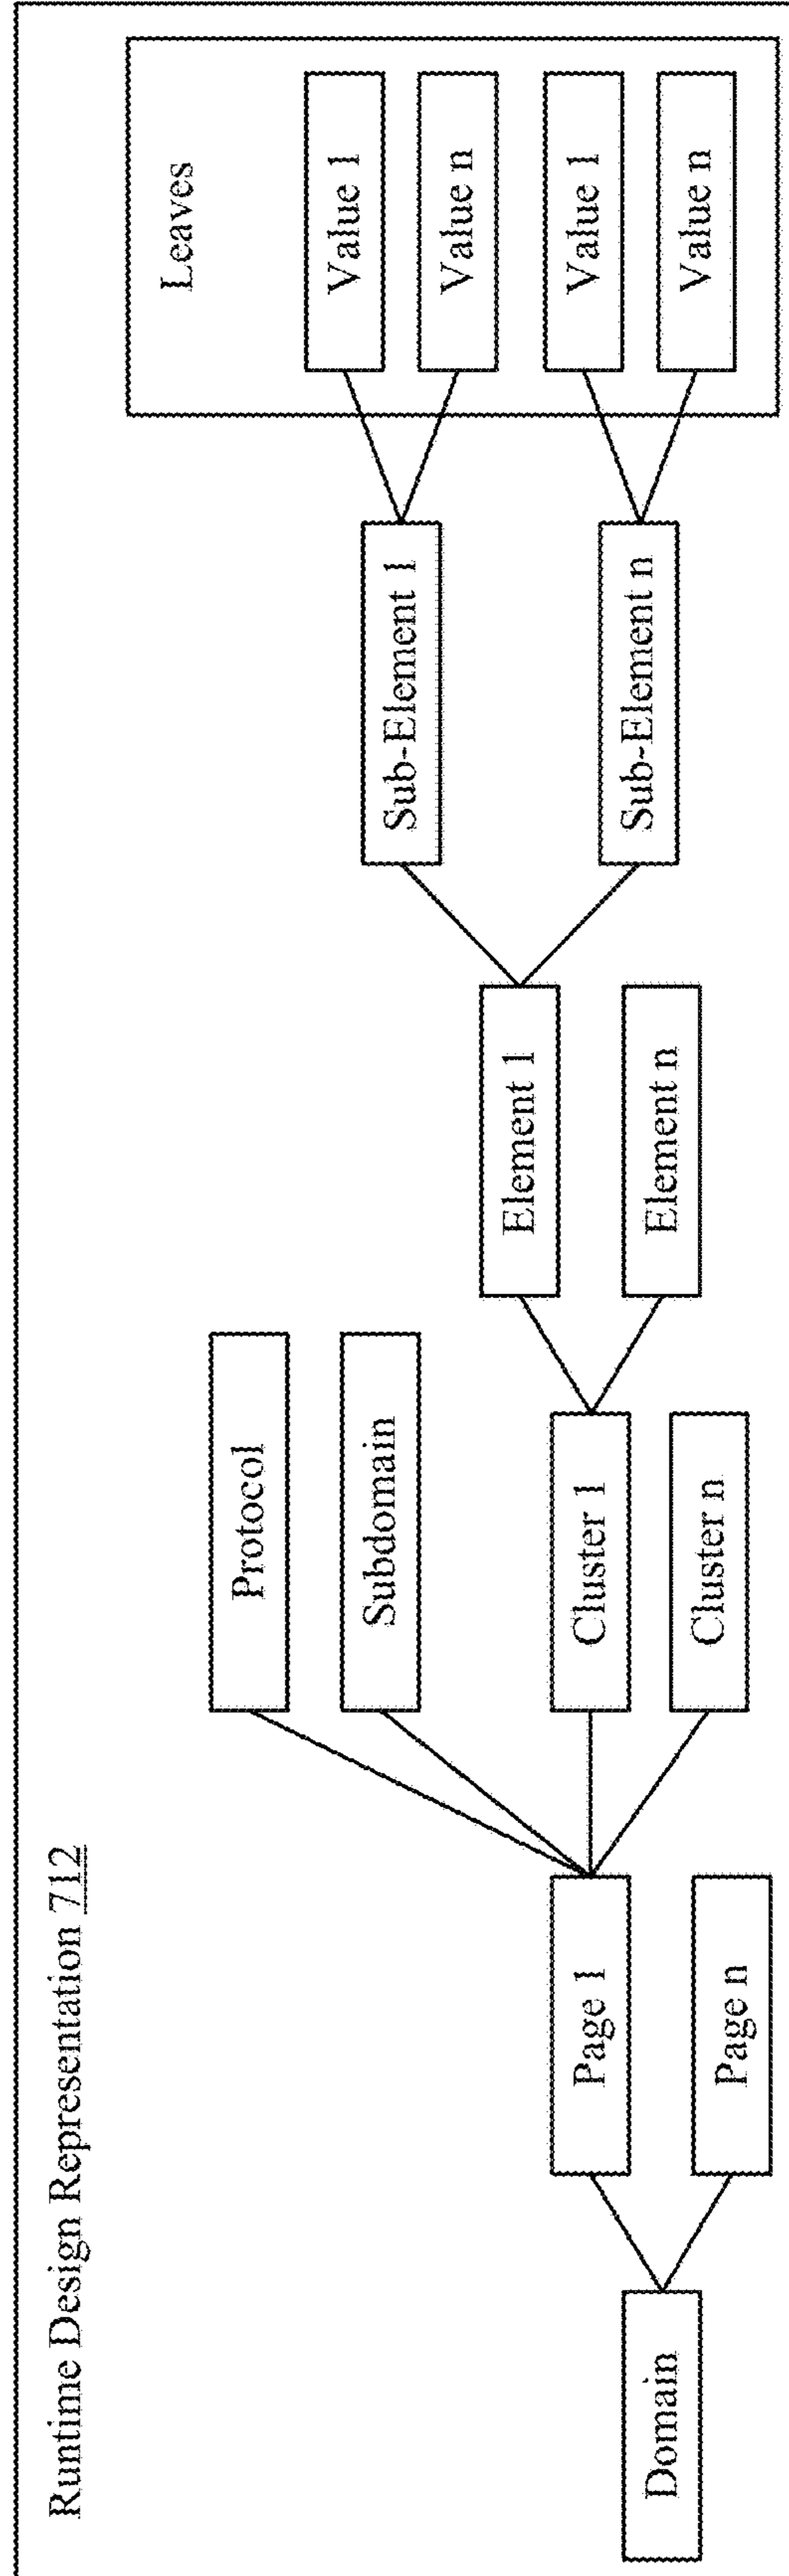 Runtime Design Representation 712
Domain
Page 1
Page n
Protocol
Subdomain
Cluster 1
Cluster n
Element 1
Element n
Sub-Element 1
Sub-Element n
Leaves
Value 1
Value n
Value 1
Value n